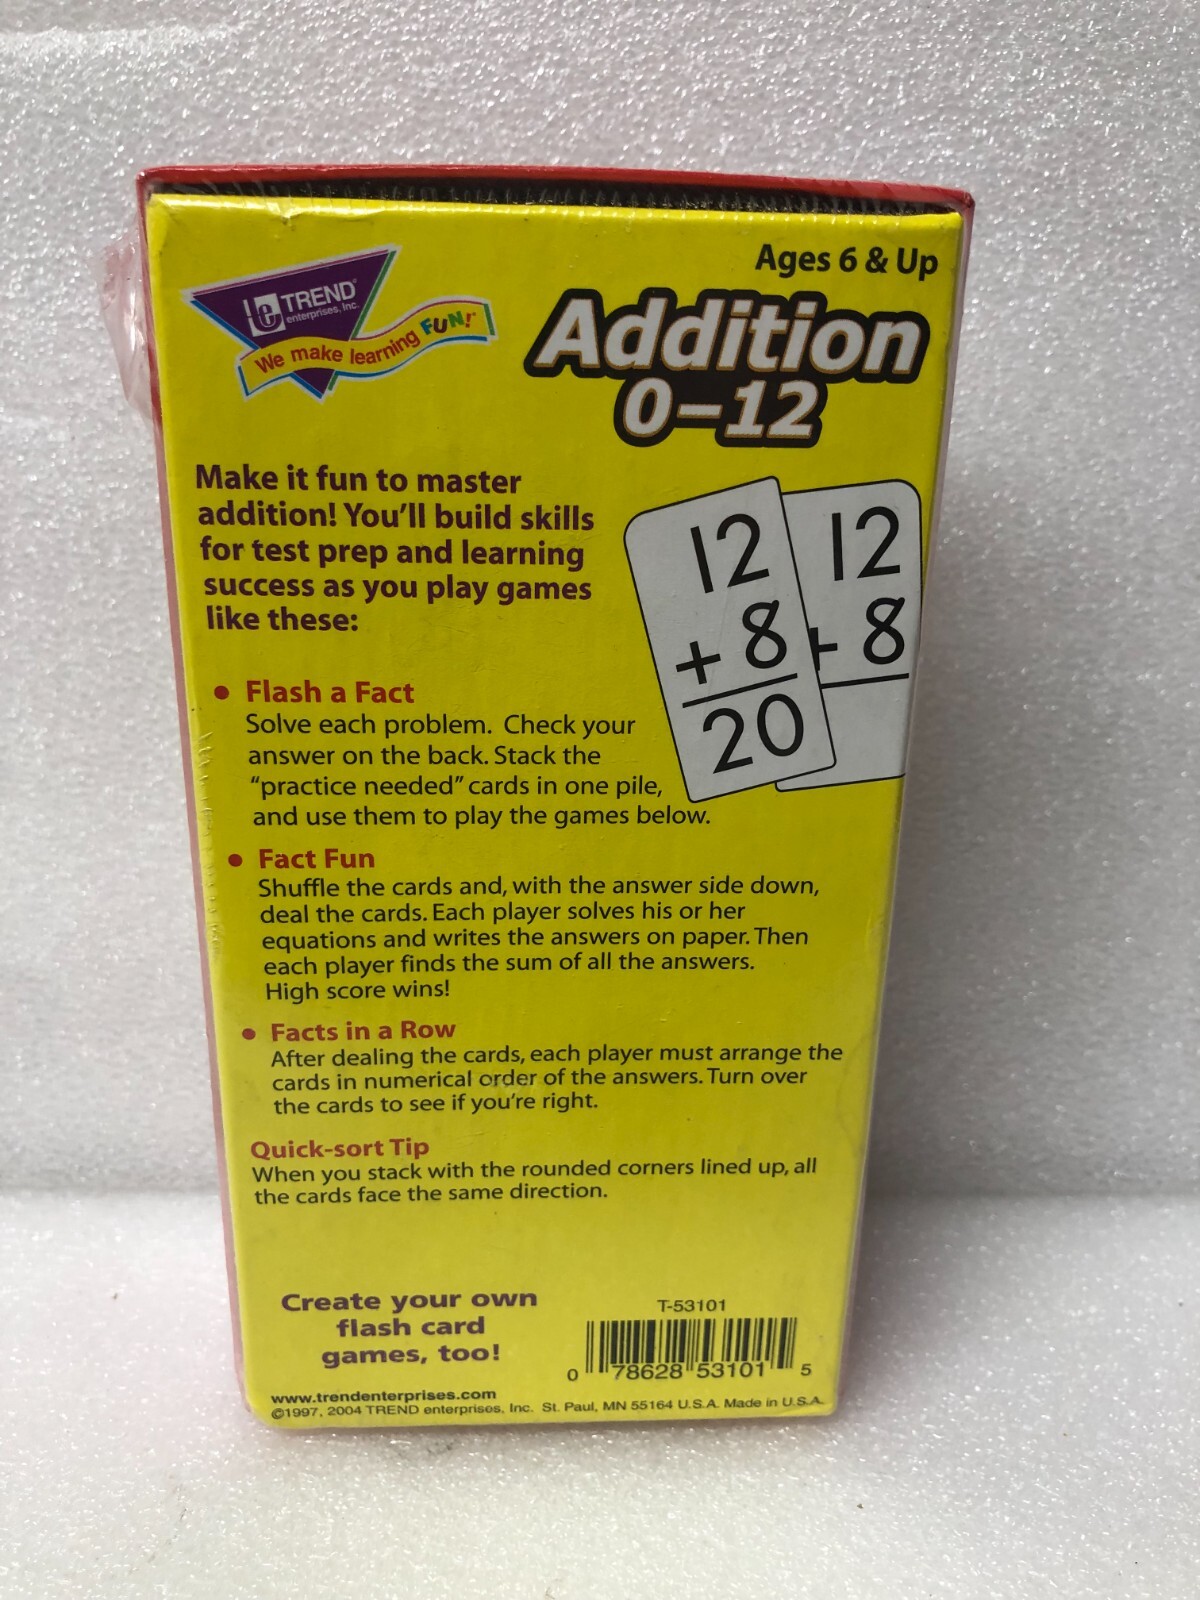 Ages 6 & Up
TREND®
enterprises, Inc.
We make learning FUN!®
Addition
0–12
Make it fun to master
addition! You'll build skills
for test prep and learning
success as you play games
like these:
12
+ 8
20
12
+ 8
• Flash a Fact
Solve each problem. Check your
answer on the back. Stack the
“practice needed” cards in one pile,
and use them to play the games below.
• Fact Fun
Shuffle the cards and, with the answer side down,
deal the cards. Each player solves his or her
equations and writes the answers on paper. Then
each player finds the sum of all the answers.
High score wins!
• Facts in a Row
After dealing the cards, each player must arrange the
cards in numerical order of the answers. Turn over
the cards to see if you're right.
Quick-sort Tip
When you stack with the rounded corners lined up, all
the cards face the same direction.
Create your own
flash card
games, too!
T-53101
0 78628 53101 5
www.trendenterprises.com
©1997, 2004 TREND enterprises, Inc. St. Paul, MN 55164 U.S.A. Made in U.S.A.